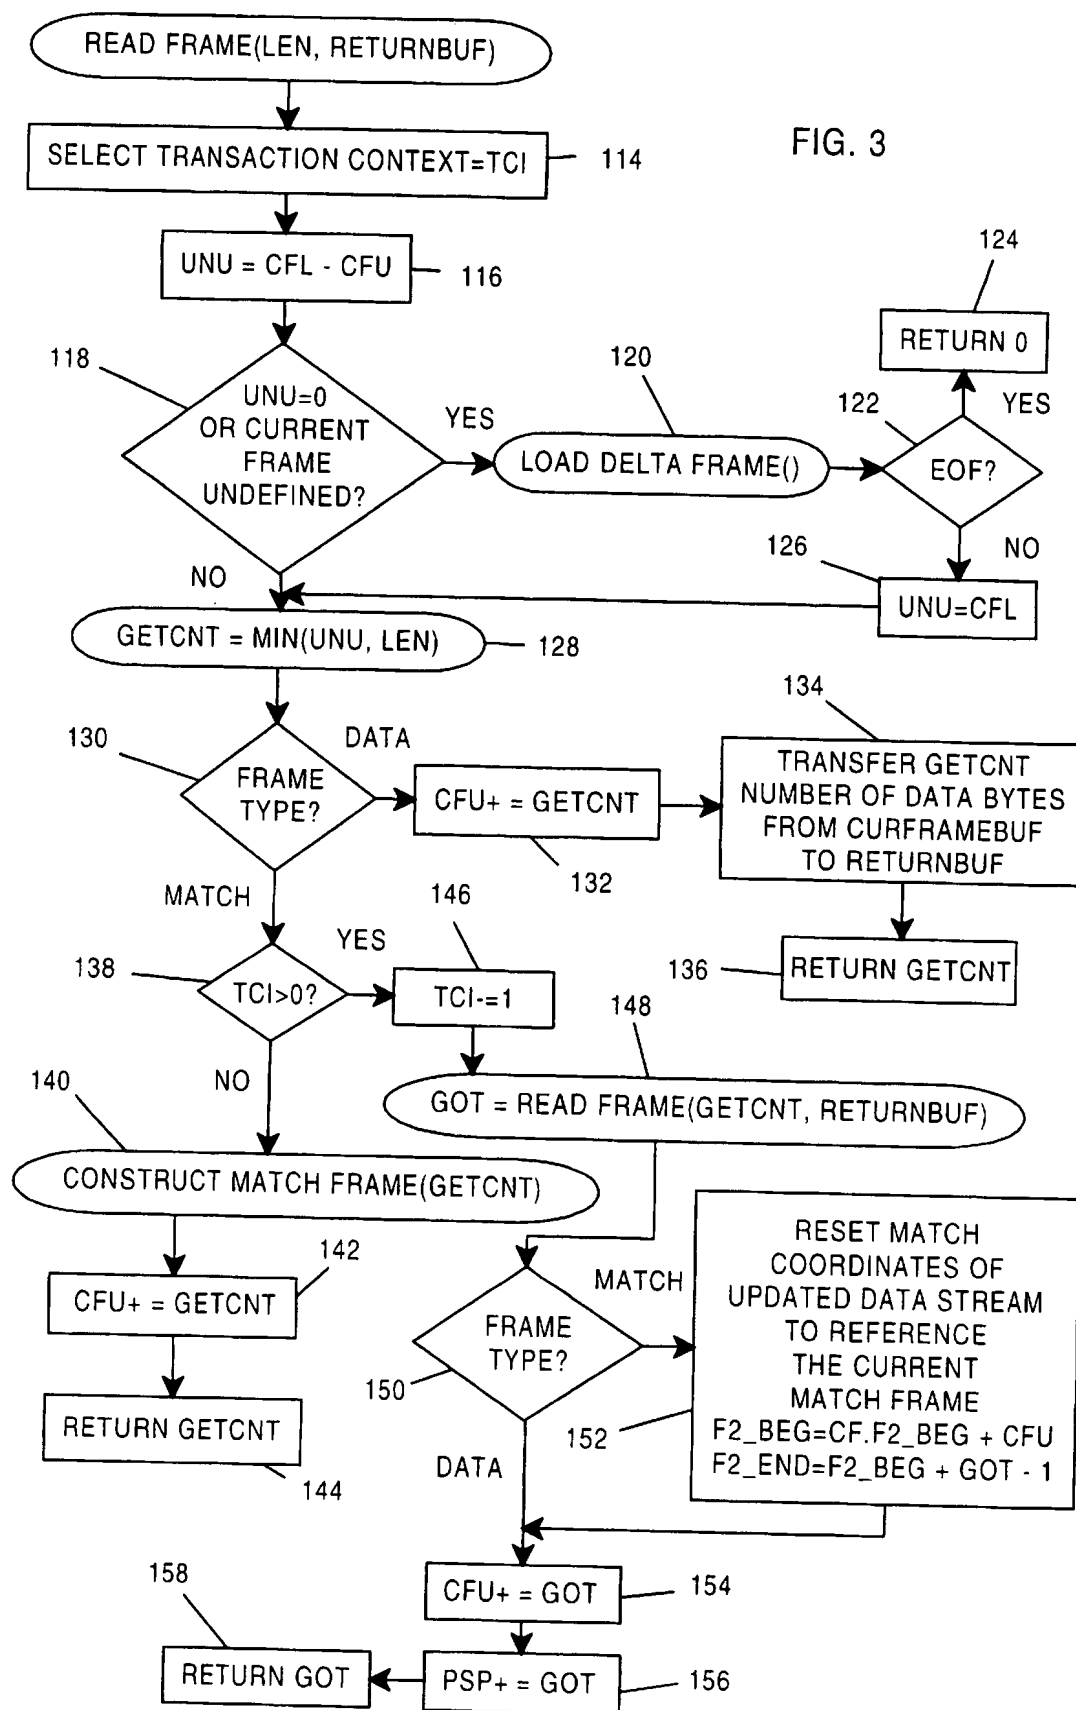 READ FRAME(LEN, RETURNBUF)
FIG. 3
SELECT TRANSACTION CONTEXT=TCI
114
UNU = CFL - CFU
116
124
RETURN 0
118
UNU=0
OR CURRENT
FRAME
UNDEFINED?
YES
120
LOAD DELTA FRAME()
122
YES
EOF?
NO
126
UNU=CFL
NO
GETCNT = MIN(UNU, LEN)
128
130
FRAME
TYPE?
DATA
CFU+ = GETCNT
132
134
TRANSFER GETCNT
NUMBER OF DATA BYTES
FROM CURFRAMEBUF
TO RETURNBUF
136
RETURN GETCNT
MATCH
138
TCI>0?
YES
146
TCI-=1
148
GOT = READ FRAME(GETCNT, RETURNBUF)
NO
140
CONSTRUCT MATCH FRAME(GETCNT)
142
CFU+ = GETCNT
RETURN GETCNT
144
FRAME
TYPE?
150
MATCH
RESET MATCH
COORDINATES OF
UPDATED DATA STREAM
TO REFERENCE
THE CURRENT
MATCH FRAME
F2_BEG=CF.F2_BEG + CFU
F2_END=F2_BEG + GOT - 1
152
DATA
CFU+ = GOT
154
PSP+ = GOT
156
158
RETURN GOT